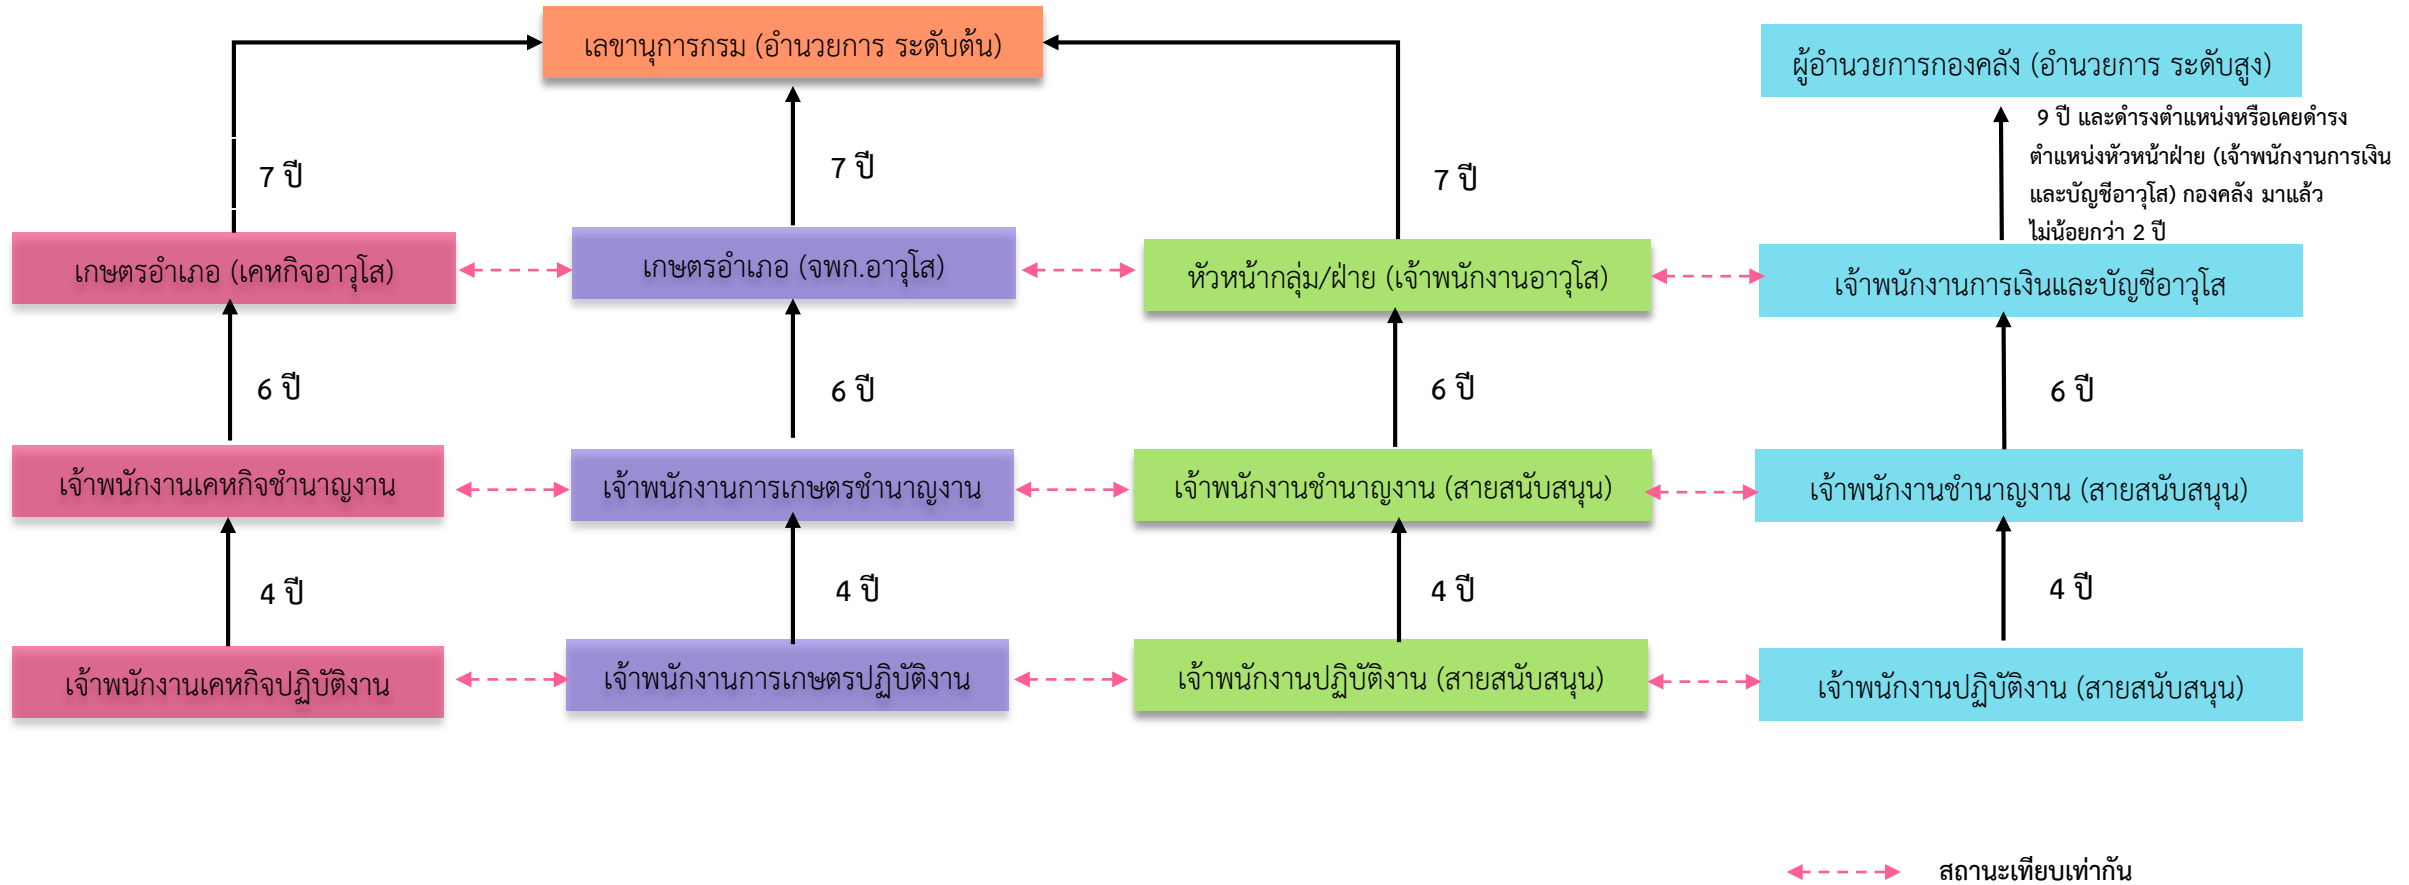 เลขานุการกรม (อำนวยการ ระดับต้น)
ผู้อำนวยการกองคลัง (อำนวยการ ระดับสูง)
7 ปี
7 ปี
7 ปี
9 ปี และดำรงตำแหน่งหรือเคยดำรง
ตำแหน่งหัวหน้าฝ่าย (เจ้าพนักงานการเงิน
และบัญชีอาวุโส) กองคลัง มาแล้ว
ไม่น้อยกว่า 2 ปี
เกษตรอำเภอ (เคหกิจอาวุโส)
เกษตรอำเภอ (จพก.อาวุโส)
หัวหน้ากลุ่ม/ฝ่าย (เจ้าพนักงานอาวุโส)
เจ้าพนักงานการเงินและบัญชีอาวุโส
6 ปี
6 ปี
6 ปี
6 ปี
เจ้าพนักงานเคหกิจชำนาญงาน
เจ้าพนักงานการเกษตรชำนาญงาน
เจ้าพนักงานชำนาญงาน (สายสนับสนุน)
เจ้าพนักงานชำนาญงาน (สายสนับสนุน)
4 ปี
4 ปี
4 ปี
4 ปี
เจ้าพนักงานเคหกิจปฏิบัติงาน
เจ้าพนักงานการเกษตรปฏิบัติงาน
เจ้าพนักงานปฏิบัติงาน (สายสนับสนุน)
เจ้าพนักงานปฏิบัติงาน (สายสนับสนุน)
สถานะเทียบเท่ากัน